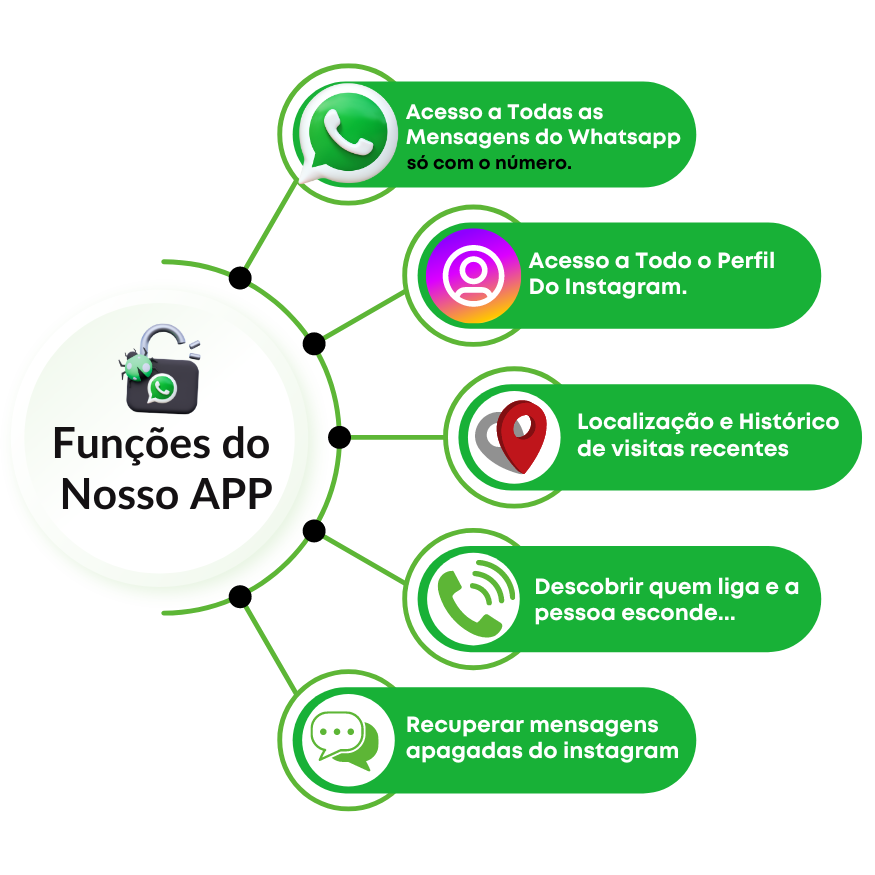 Acesso a Todas as
Mensagens do Whatsapp
só com o número.
Acesso a Todo o Perfil
Do Instagram.
Funções do
Nosso APP
Localização e Histórico
de visitas recentes
Descobrir quem liga e a
pessoa esconde...
Recuperar mensagens
apagadas do instagram